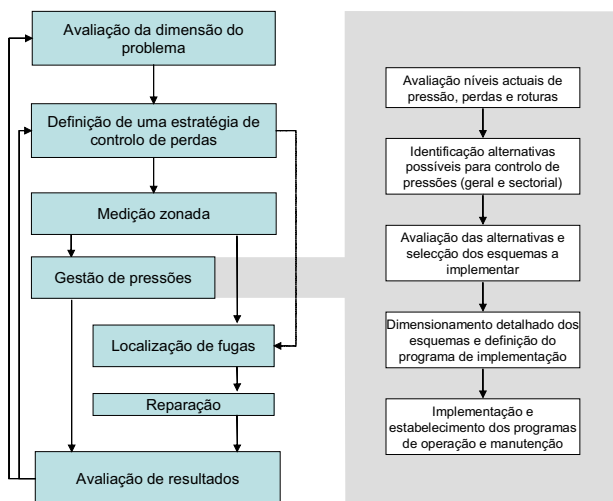 Avaliação da dimensão do
problema
Definição de uma estratégia de
controlo de perdas
Medição zonada
Gestão de pressões
Localização de fugas
Reparação
Avaliação de resultados
Avaliação níveis actuais de
pressão, perdas e roturas
Identificação alternativas
possíveis para controlo de
pressões (geral e sectorial)
Avaliação das alternativas e
selecção dos esquemas a
implementar
Dimensionamento detalhado dos
esquemas e definição do
programa de implementação
Implementação e
estabelecimento dos programas
de operação e manutenção